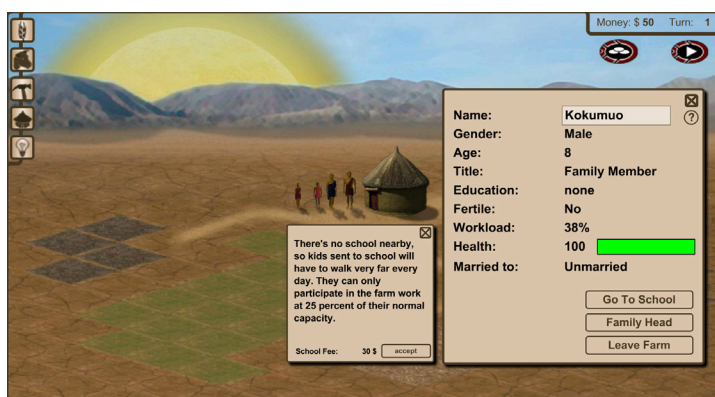 Money: $ 50 Turn: 1
Name: Kokumuo
?
Gender: Male
Age: 8
Title: Family Member
Education: none
Fertile: No
Workload: 38%
Health: 100
Married to: Unmarried
Go To School
Family Head
Leave Farm
There's no school nearby,
so kids sent to school will
have to walk very far every
day. They can only
participate in the farm work
at 25 percent of their normal
capacity.
School Fee: 30 $ accept